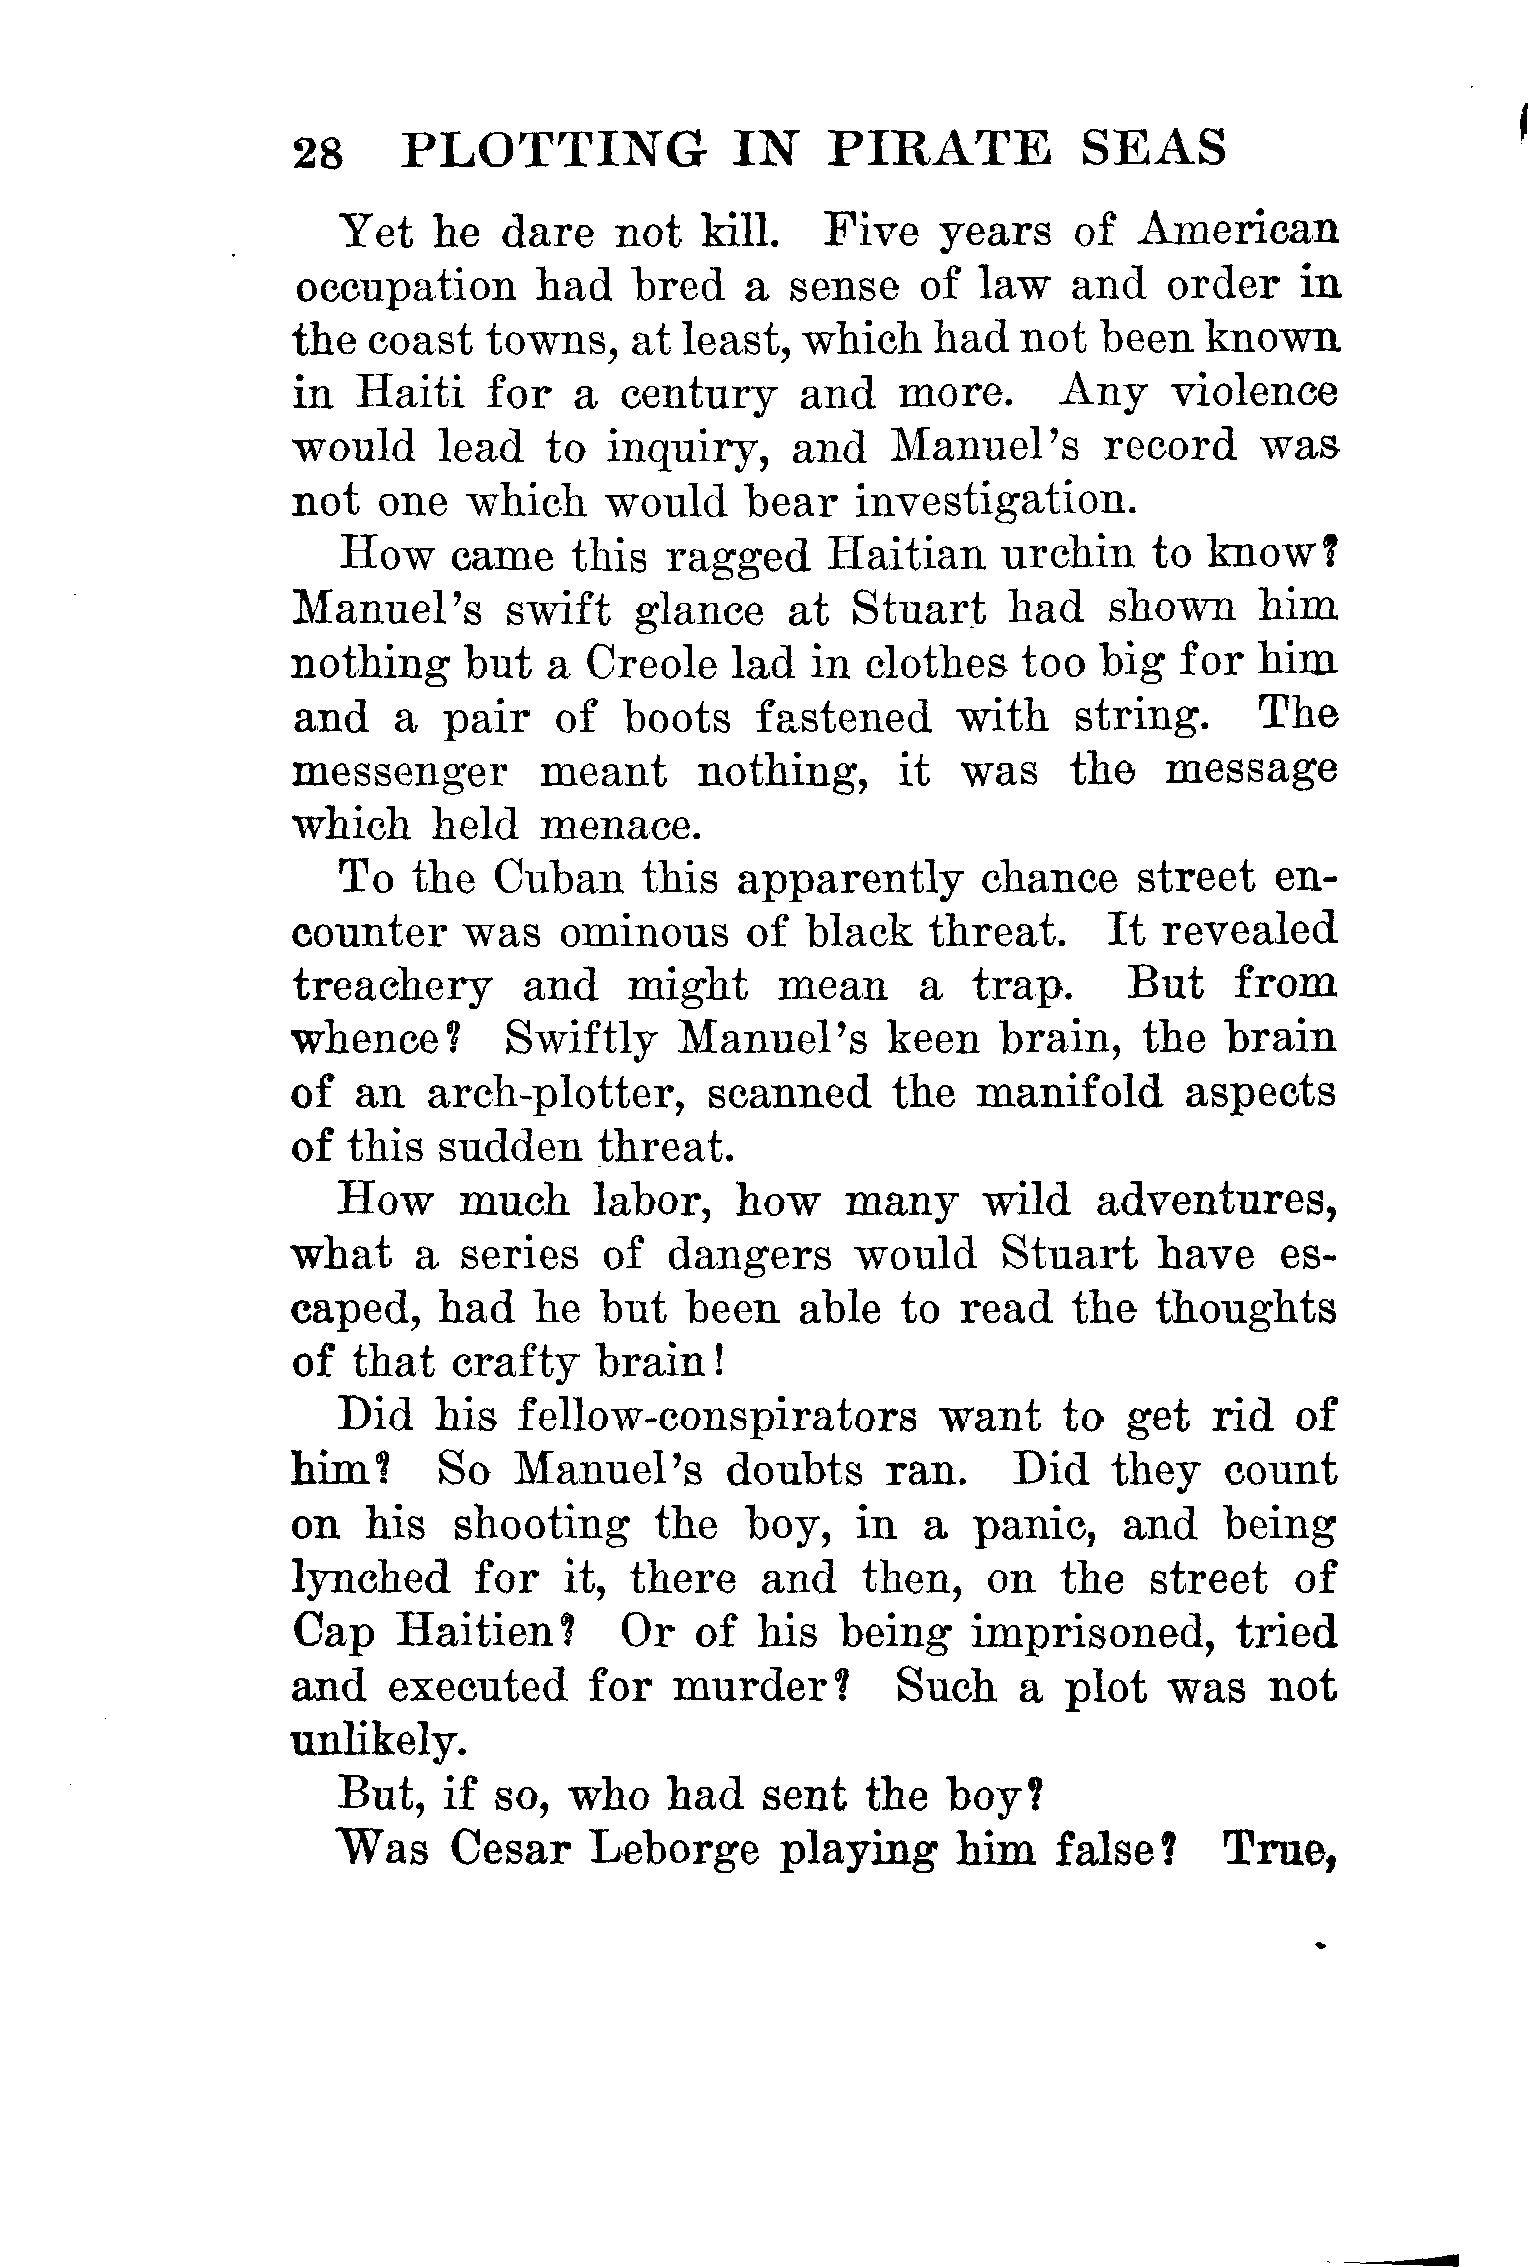 28 PLOTTING IN PIRATE SEAS
Yet he dare not kill. Five years of American
occupation had bred a sense of law and order in
the coast towns, at least, which had not been known
in Haiti for a century and more. Any violence
would lead to inquiry, and Manuel's record was
not one which would bear investigation.
How came this ragged Haitian urchin to know?
Manuel's swift glance at Stuart had shown him
nothing but a Creole lad in clothes too big for him
and a pair of boots fastened with string. The
messenger meant nothing, it was the message
which held menace.
To the Cuban this apparently chance street en-
counter was ominous of black threat. It revealed
treachery and might mean a trap. But from
whence? Swiftly Manuel's keen brain, the brain
of an arch-plotter, scanned the manifold aspects
of this sudden threat.
How much labor, how many wild adventures,
what a series of dangers would Stuart have es-
caped, had he but been able to read the thoughts
of that crafty brain!
Did his fellow-conspirators want to get rid of
him? So Manuel's doubts ran. Did they count
on his shooting the boy, in a panic, and being
lynched for it, there and then, on the street of
Cap Haitien? Or of his being imprisoned, tried
and executed for murder? Such a plot was not
unlikely.
But, if so, who had sent the boy?
Was Cesar Leborge playing him false? True,